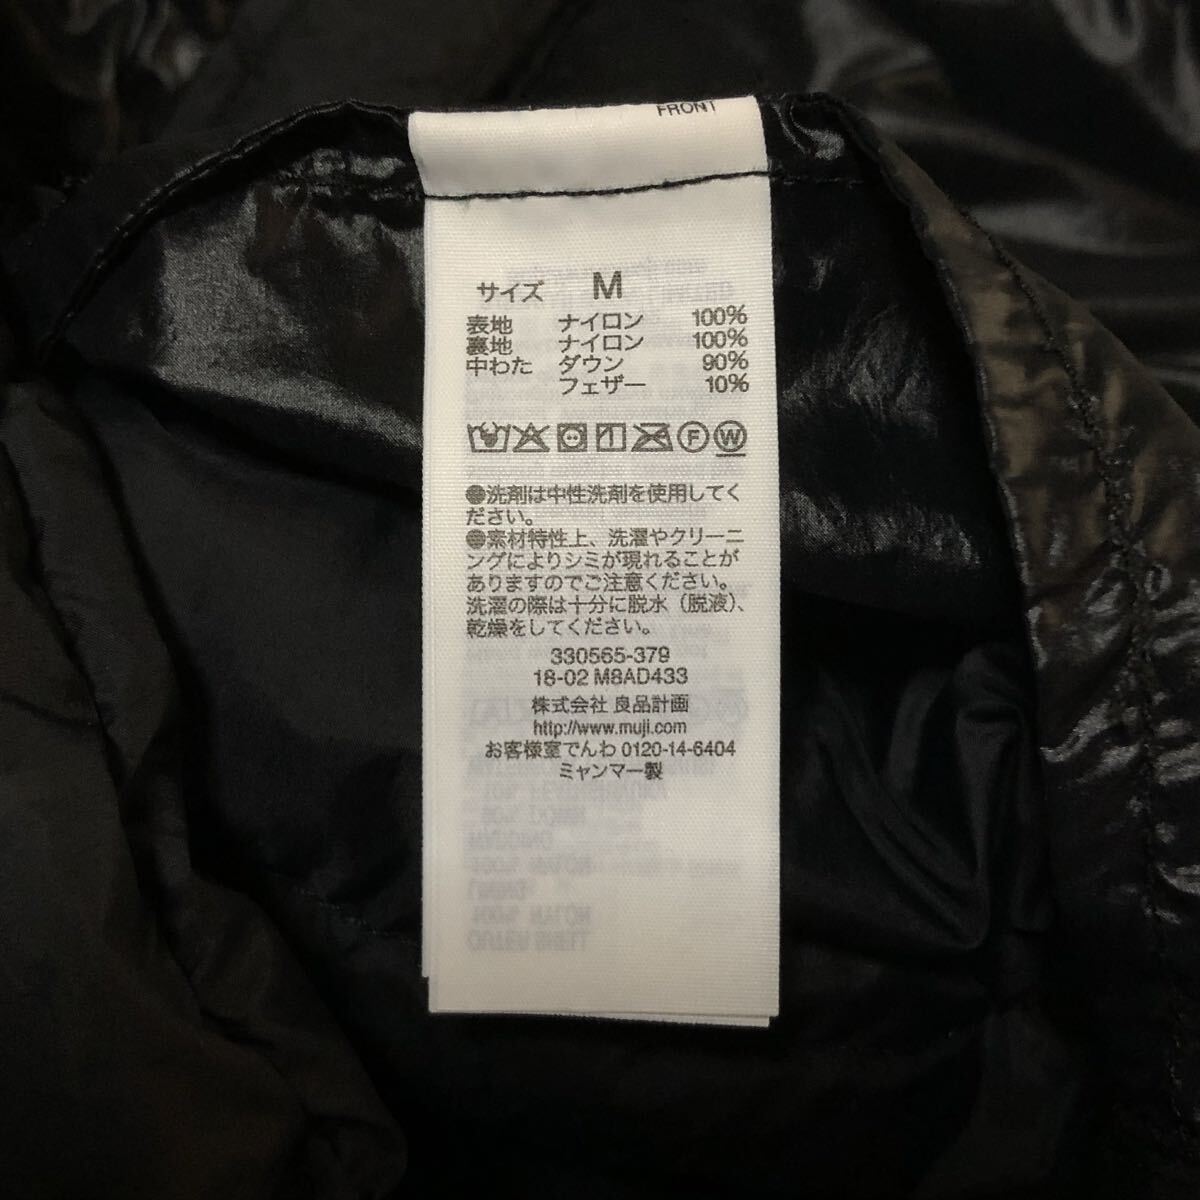 FRONT
サイズ M
表地 ナイロン 100%
裏地 ナイロン 100%
中わた ダウン 90%
フェザー 10%
F W
●洗剤は中性洗剤を使用してく
ださい。
●素材特性上、洗濯やクリーニ
ングによりシミが現れることが
ありますのでご注意ください。
洗濯の際は十分に脱水（脱液）、
乾燥をしてください。
330565-379
18-02 M8AD433
株式会社 良品計画
http://www.muji.com
お客様室でんわ 0120-14-6404
ミャンマー製